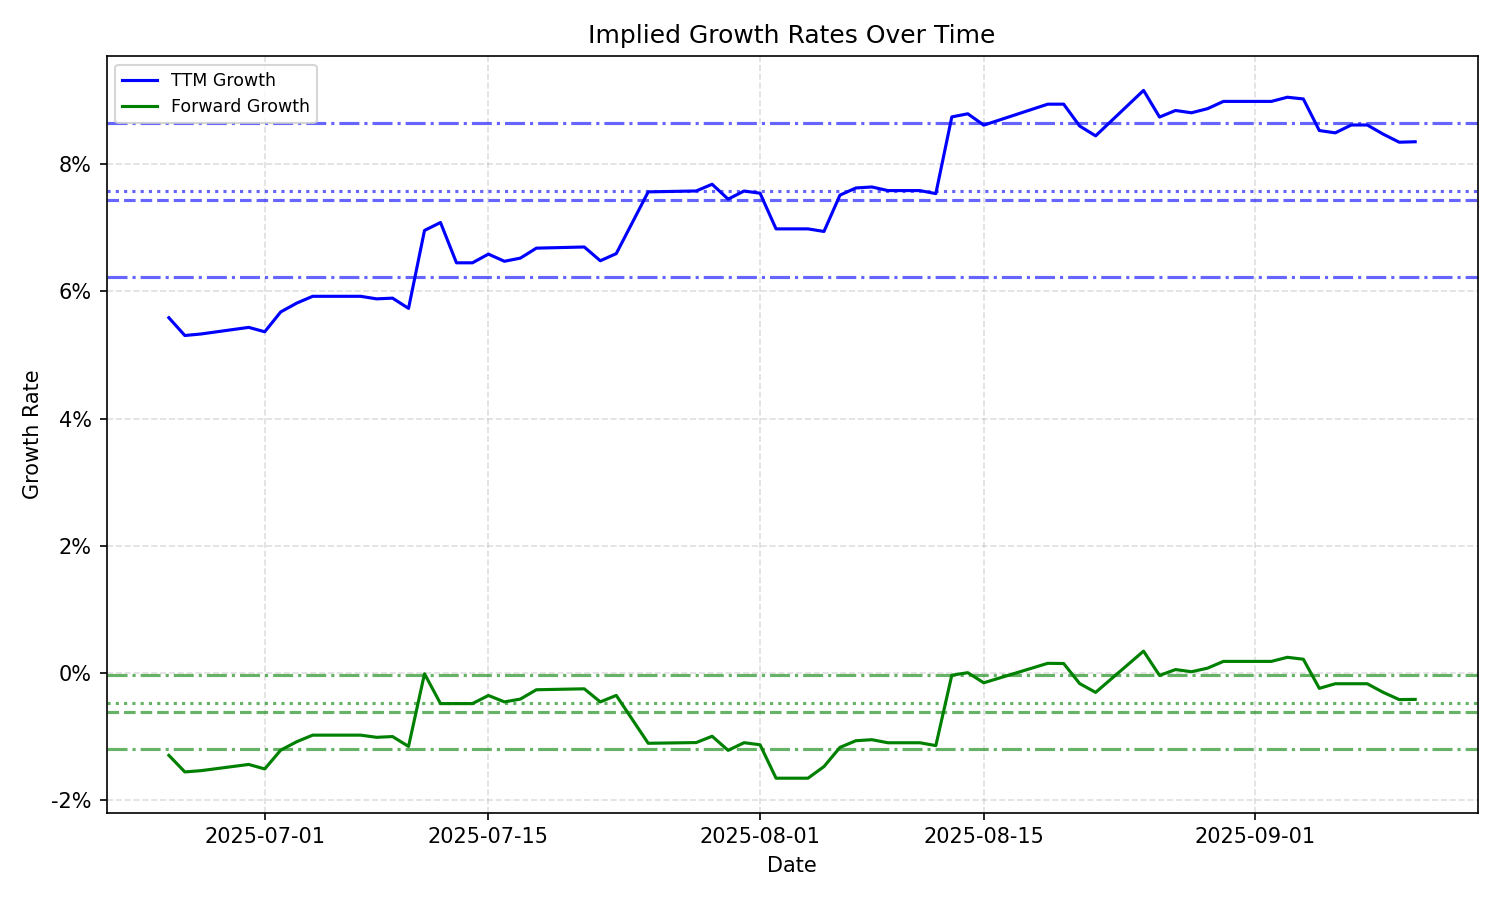 Implied Growth Rates Over Time
TTM Growth
Forward Growth
Growth Rate
8%
6%
4%
2%
0%
-2%
2025-07-01
2025-07-15
2025-08-01
2025-08-15
2025-09-01
Date